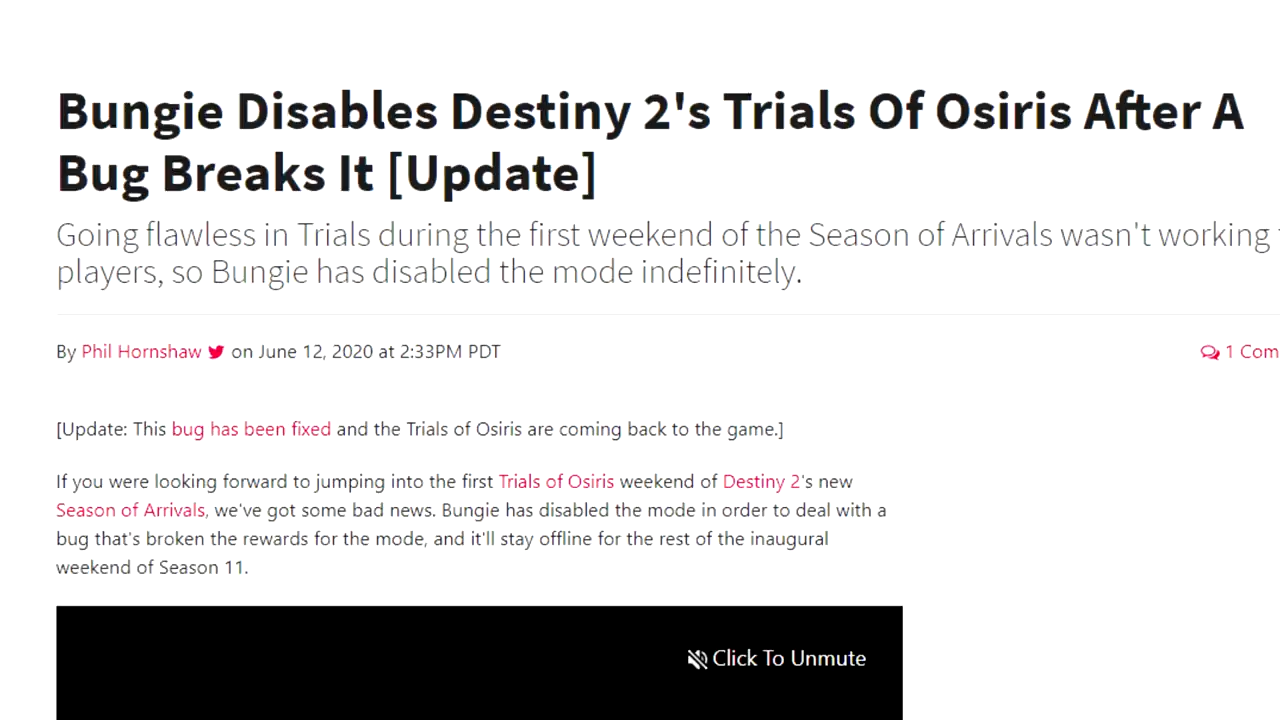 Bungie Disables Destiny 2's Trials Of Osiris After A
Bug Breaks It [Update]
Going flawless in Trials during the first weekend of the Season of Arrivals wasn't working
players, so Bungie has disabled the mode indefinitely.
By Phil Hornshaw on June 12, 2020 at 2:33PM PDT
1 Com
[Update: This bug has been fixed and the Trials of Osiris are coming back to the game.]
If you were looking forward to jumping into the first Trials of Osiris weekend of Destiny 2's new
Season of Arrivals, we've got some bad news. Bungie has disabled the mode in order to deal with a
bug that's broken the rewards for the mode, and it'll stay offline for the rest of the inaugural
weekend of Season 11.
Click To Unmute